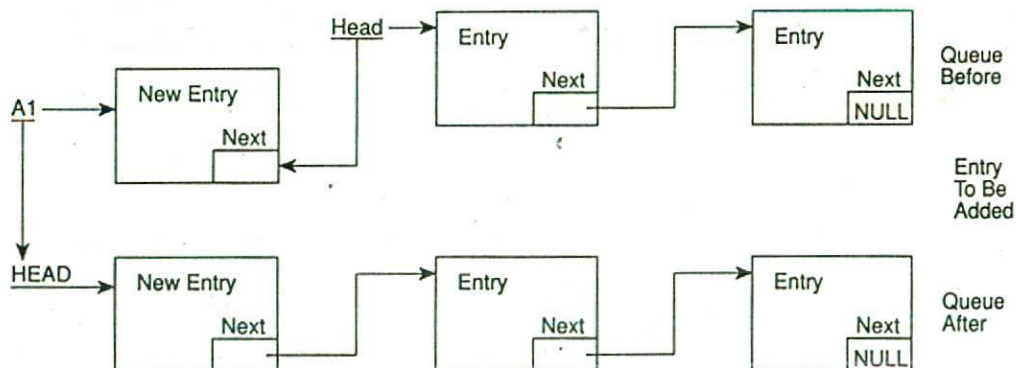 Head
Entry
Next
Entry
Next
NULL
Queue
Before
A1
New Entry
Next
Entry
To Be
Added
HEAD
New Entry
Next
Entry
Next
Entry
Next
NULL
Queue
After